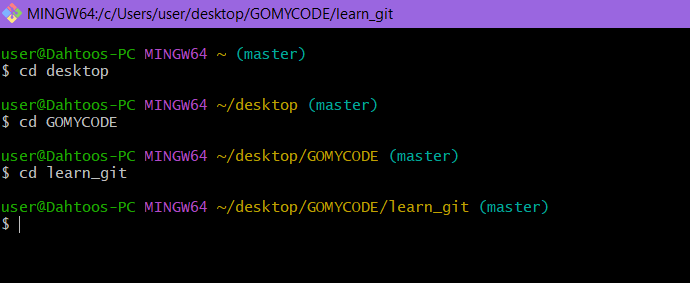 MINGW64:/c/Users/user/desktop/GOMYCODE/learn_git
user@Dahtoos-PC MINGW64 ~ (master)
$ cd desktop
user@Dahtoos-PC MINGW64 ~/desktop (master)
$ cd GOMYCODE
user@Dahtoos-PC MINGW64 ~/desktop/GOMYCODE (master)
$ cd learn_git
user@Dahtoos-PC MINGW64 ~/desktop/GOMYCODE/learn_git (master)
$